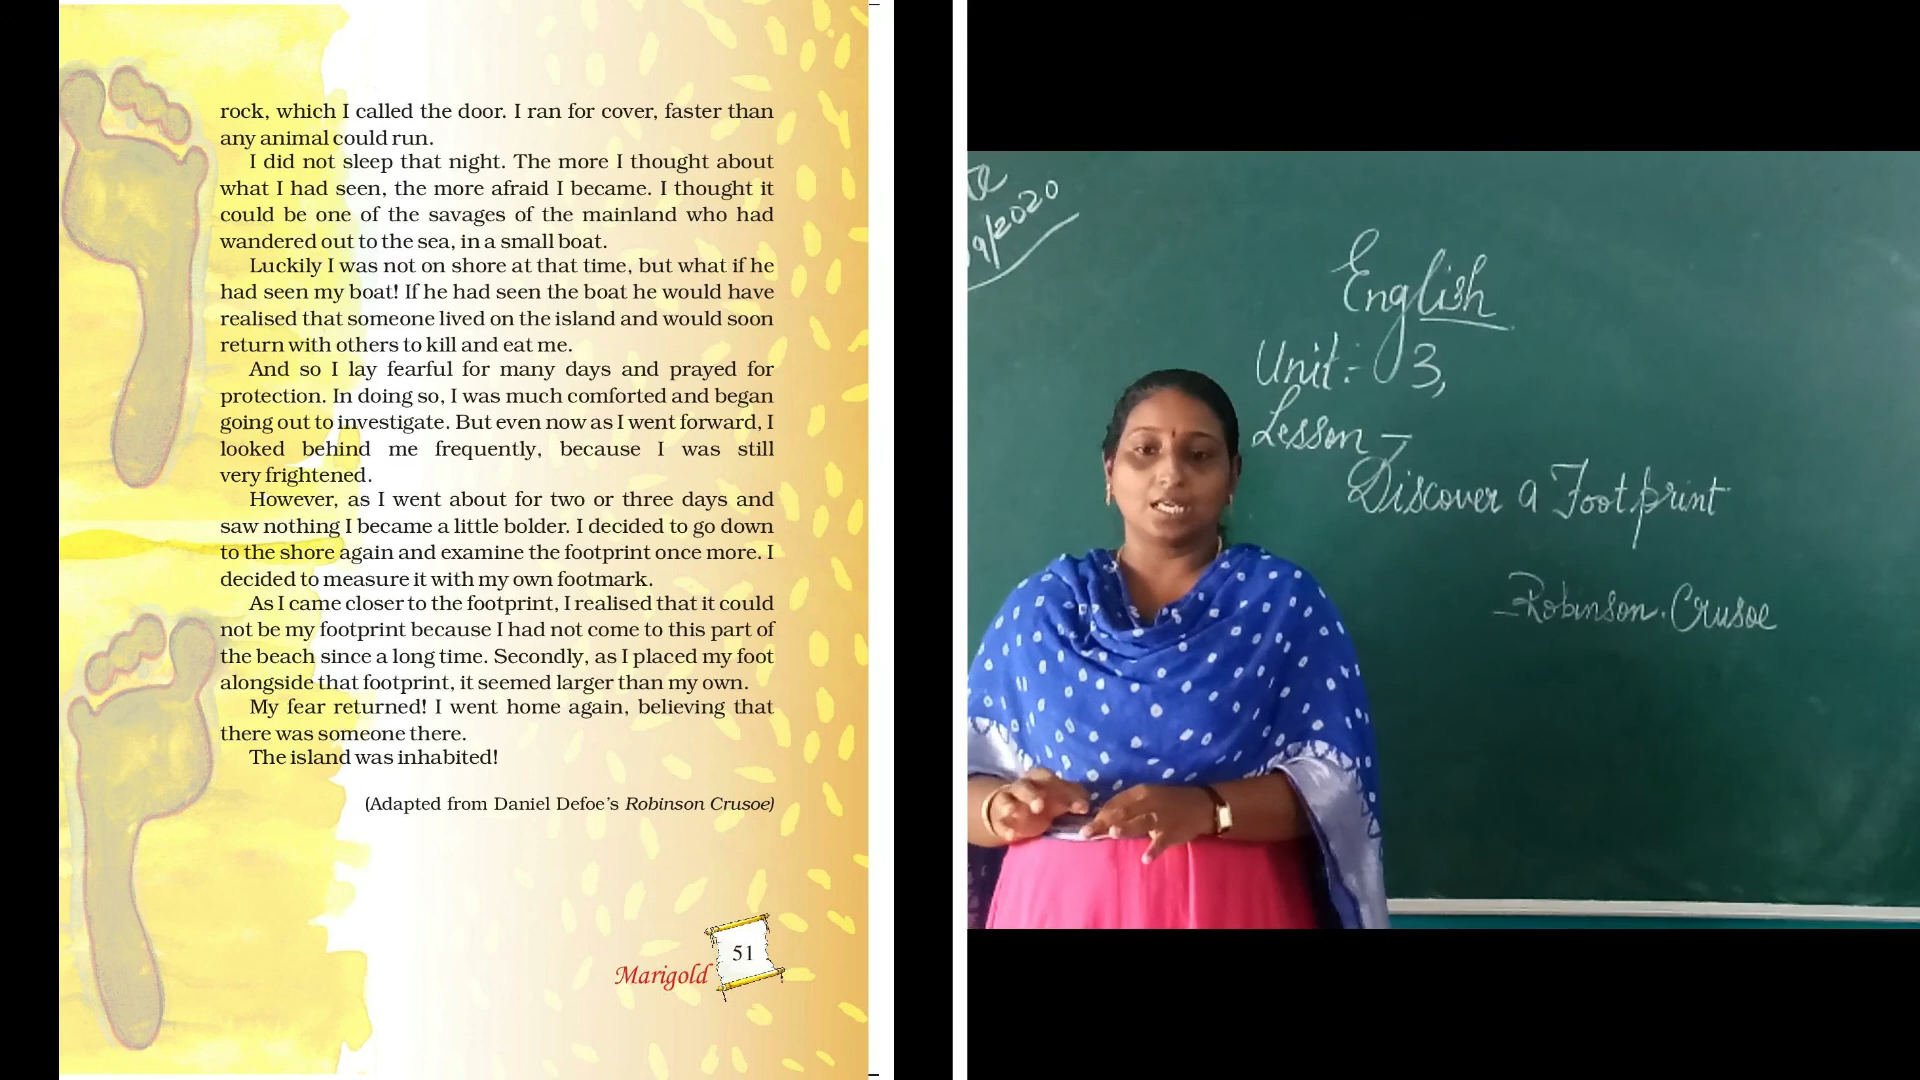 rock, which I called the door. I ran for cover, faster than
any animal could run.
I did not sleep that night. The more I thought about
what I had seen, the more afraid I became. I thought it
could be one of the savages of the mainland who had
wandered out to the sea, in a small boat.
Luckily I was not on shore at that time, but what if he
had seen my boat! If he had seen the boat he would have
realised that someone lived on the island and would soon
return with others to kill and eat me.
And so I lay fearful for many days and prayed for
protection. In doing so, I was much comforted and began
going out to investigate. But even now as I went forward, I
looked behind me frequently, because I was still
very frightened.
However, as I went about for two or three days and
saw nothing I became a little bolder. I decided to go down
to the shore again and examine the footprint once more. I
decided to measure it with my own footmark.
As I came closer to the footprint, I realised that it could
not be my footprint because I had not come to this part of
the beach since a long time. Secondly, as I placed my foot
alongside that footprint, it seemed larger than my own.
My fear returned! I went home again, believing that
there was someone there.
The island was inhabited!
(Adapted from Daniel Defoe's Robinson Crusoe)
Marigold 51
9/2020
English
Unit:- 3,
Lesson –
Discover a Footprint
– Robinson. Crusoe